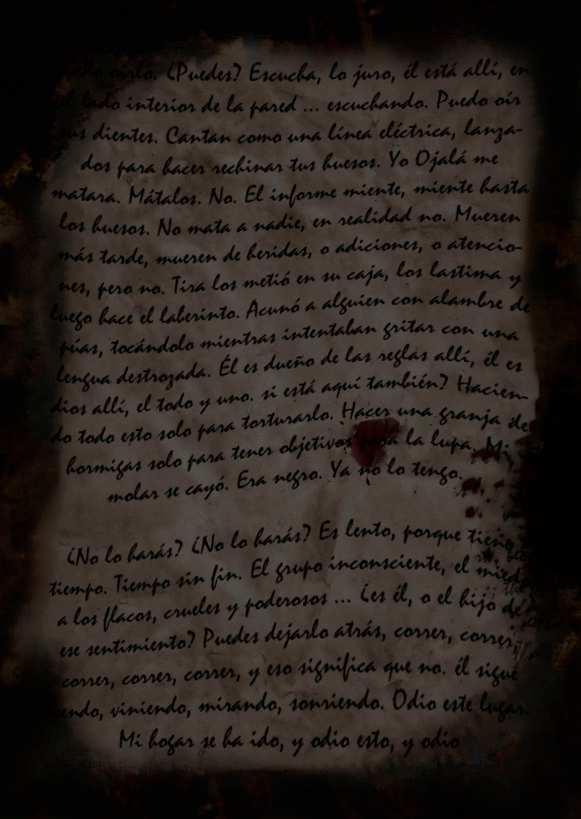 oírlo. ¿Puedes? Escucha, lo juro, él está allí, en
el lado interior de la pared ... escuchando. Puedo oír
sus dientes. Cantan como una línea eléctrica, lanza-
dos para hacer rechinar tus huesos. Yo Ojalá me
matara. Mátalos. No. El informe miente, miente hasta
los huesos. No mata a nadie, en realidad no. Mueren
más tarde, mueren de heridas, o adiciones, o atencio-
nes, pero no. Tira los metió en su caja, los lastima y
luego hace el laberinto. Acunó a alguien con alambre de
púas, tocándolo mientras intentaban gritar con una
lengua destrozada. Él es dueño de las reglas allí, él es
dios allí, el todo y uno. si está aquí también? Hacien-
do todo esto solo para torturarlo. Hacer una granja de
hormigas solo para tener objetivos para la lupa. Mi
molar se cayó. Era negro. Ya no lo tengo.
¿No lo harás? ¿No lo harás? Es lento, porque tiene
tiempo. Tiempo sin fin. El grupo inconsciente, el
a los flacos, crueles y poderosos ... ¿es él, o el hijo de
ese sentimiento? Puedes dejarlo atrás, correr, correr,
correr, correr, correr, y eso significa que no. él sigue
viniendo, mirando, sonriendo. Odio este lugar.
Mi hogar se ha ido, y odio esto, y odio